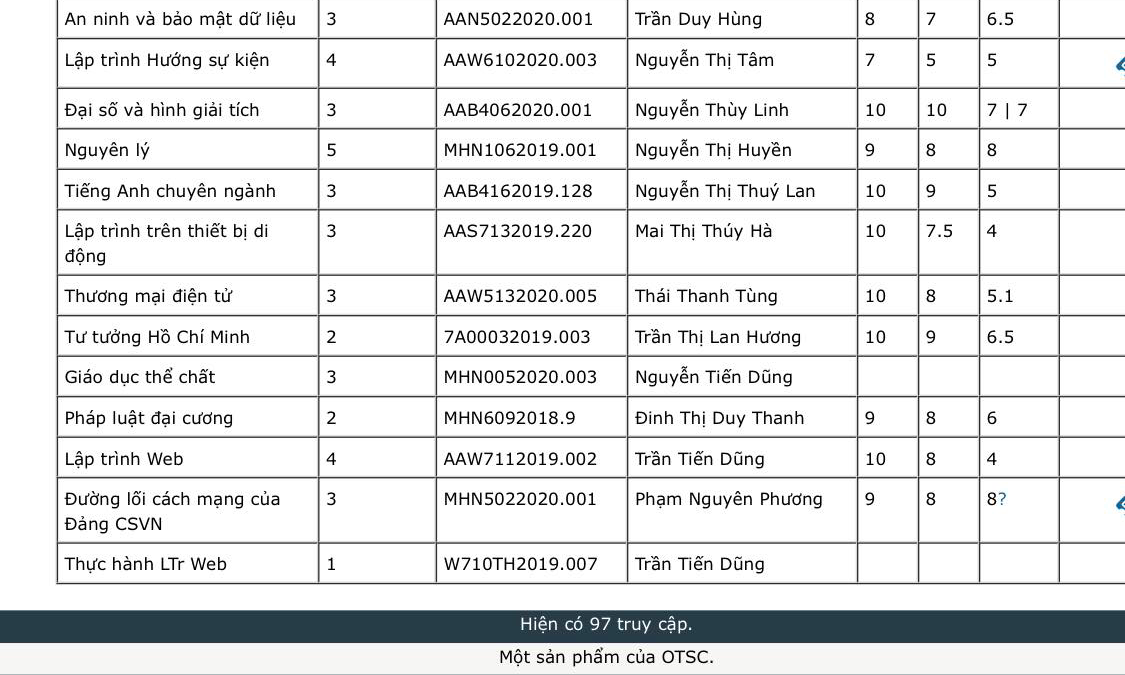 An ninh và bảo mật dữ liệu 3 AAN5022020.001 Trần Duy Hùng 8 7 6.5
Lập trình Hướng sự kiện 4 AAW6102020.003 Nguyễn Thị Tâm 7 5 5
Đại số và hình giải tích 3 AAB4062020.001 Nguyễn Thùy Linh 10 10 7 | 7
Nguyên lý 5 MHN1062019.001 Nguyễn Thị Huyền 9 8 8
Tiếng Anh chuyên ngành 3 AAB4162019.128 Nguyễn Thị Thuý Lan 10 9 5
Lập trình trên thiết bị di 3 AAS7132019.220 Mai Thị Thúy Hà 10 7.5 4
động
Thương mại điện tử 3 AAW5132020.005 Thái Thanh Tùng 10 8 5.1
Tư tưởng Hồ Chí Minh 2 7A00032019.003 Trần Thị Lan Hương 10 9 6.5
Giáo dục thể chất 3 MHN0052020.003 Nguyễn Tiến Dũng
Pháp luật đại cương 2 MHN6092018.9 Đinh Thị Duy Thanh 9 8 6
Lập trình Web 4 AAW7112019.002 Trần Tiến Dũng 10 8 4
Đường lối cách mạng của 3 MHN5022020.001 Phạm Nguyên Phương 9 8 8?
Đảng CSVN
Thực hành LTr Web 1 W710TH2019.007 Trần Tiến Dũng
Hiện có 97 truy cập.
Một sản phẩm của OTSC.